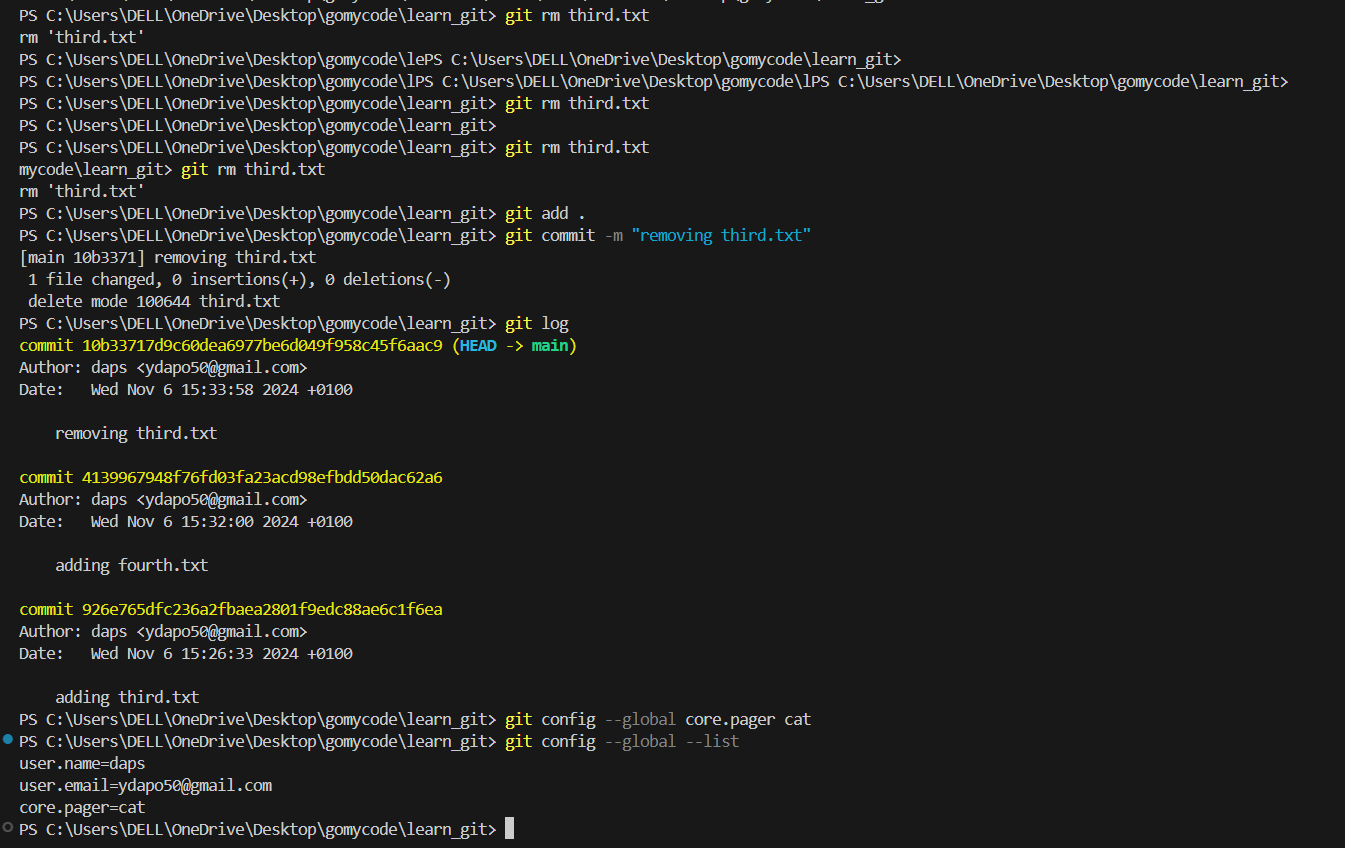 PS C:\Users\DELL\OneDrive\Desktop\gomycode\learn_git> git rm third.txt
rm 'third.txt'
PS C:\Users\DELL\OneDrive\Desktop\gomycode\lePS C:\Users\DELL\OneDrive\Desktop\gomycode\learn_git>
PS C:\Users\DELL\OneDrive\Desktop\gomycode\lPS C:\Users\DELL\OneDrive\Desktop\gomycode\lPS C:\Users\DELL\OneDrive\Desktop\gomycode\learn_git>
PS C:\Users\DELL\OneDrive\Desktop\gomycode\learn_git> git rm third.txt
PS C:\Users\DELL\OneDrive\Desktop\gomycode\learn_git>
PS C:\Users\DELL\OneDrive\Desktop\gomycode\learn_git> git rm third.txt
mycode\learn_git> git rm third.txt
rm 'third.txt'
PS C:\Users\DELL\OneDrive\Desktop\gomycode\learn_git> git add .
PS C:\Users\DELL\OneDrive\Desktop\gomycode\learn_git> git commit -m "removing third.txt"
[main 10b3371] removing third.txt
 1 file changed, 0 insertions(+), 0 deletions(-)
 delete mode 100644 third.txt
PS C:\Users\DELL\OneDrive\Desktop\gomycode\learn_git> git log
commit 10b33717d9c60dea6977be6d049f958c45f6aac9 (HEAD -> main)
Author: daps <ydapo50@gmail.com>
Date:   Wed Nov 6 15:33:58 2024 +0100

    removing third.txt

commit 4139967948f76fd03fa23acd98efbdd50dac62a6
Author: daps <ydapo50@gmail.com>
Date:   Wed Nov 6 15:32:00 2024 +0100

    adding fourth.txt

commit 926e765dfc236a2fbaea2801f9edc88ae6c1f6ea
Author: daps <ydapo50@gmail.com>
Date:   Wed Nov 6 15:26:33 2024 +0100

    adding third.txt
PS C:\Users\DELL\OneDrive\Desktop\gomycode\learn_git> git config --global core.pager cat
PS C:\Users\DELL\OneDrive\Desktop\gomycode\learn_git> git config --global --list
user.name=daps
user.email=ydapo50@gmail.com
core.pager=cat
PS C:\Users\DELL\OneDrive\Desktop\gomycode\learn_git>